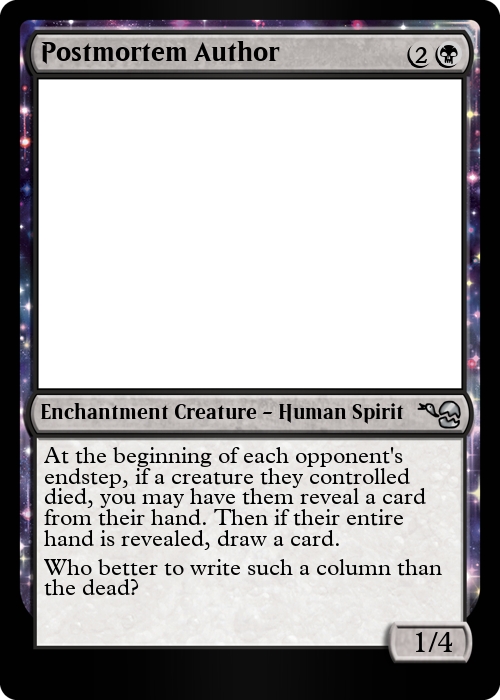 Postmortem Author 2
Enchantment Creature – Human Spirit
At the beginning of each opponent's
endstep, if a creature they controlled
died, you may have them reveal a card
from their hand. Then if their entire
hand is revealed, draw a card.
Who better to write such a column than
the dead?
1/4